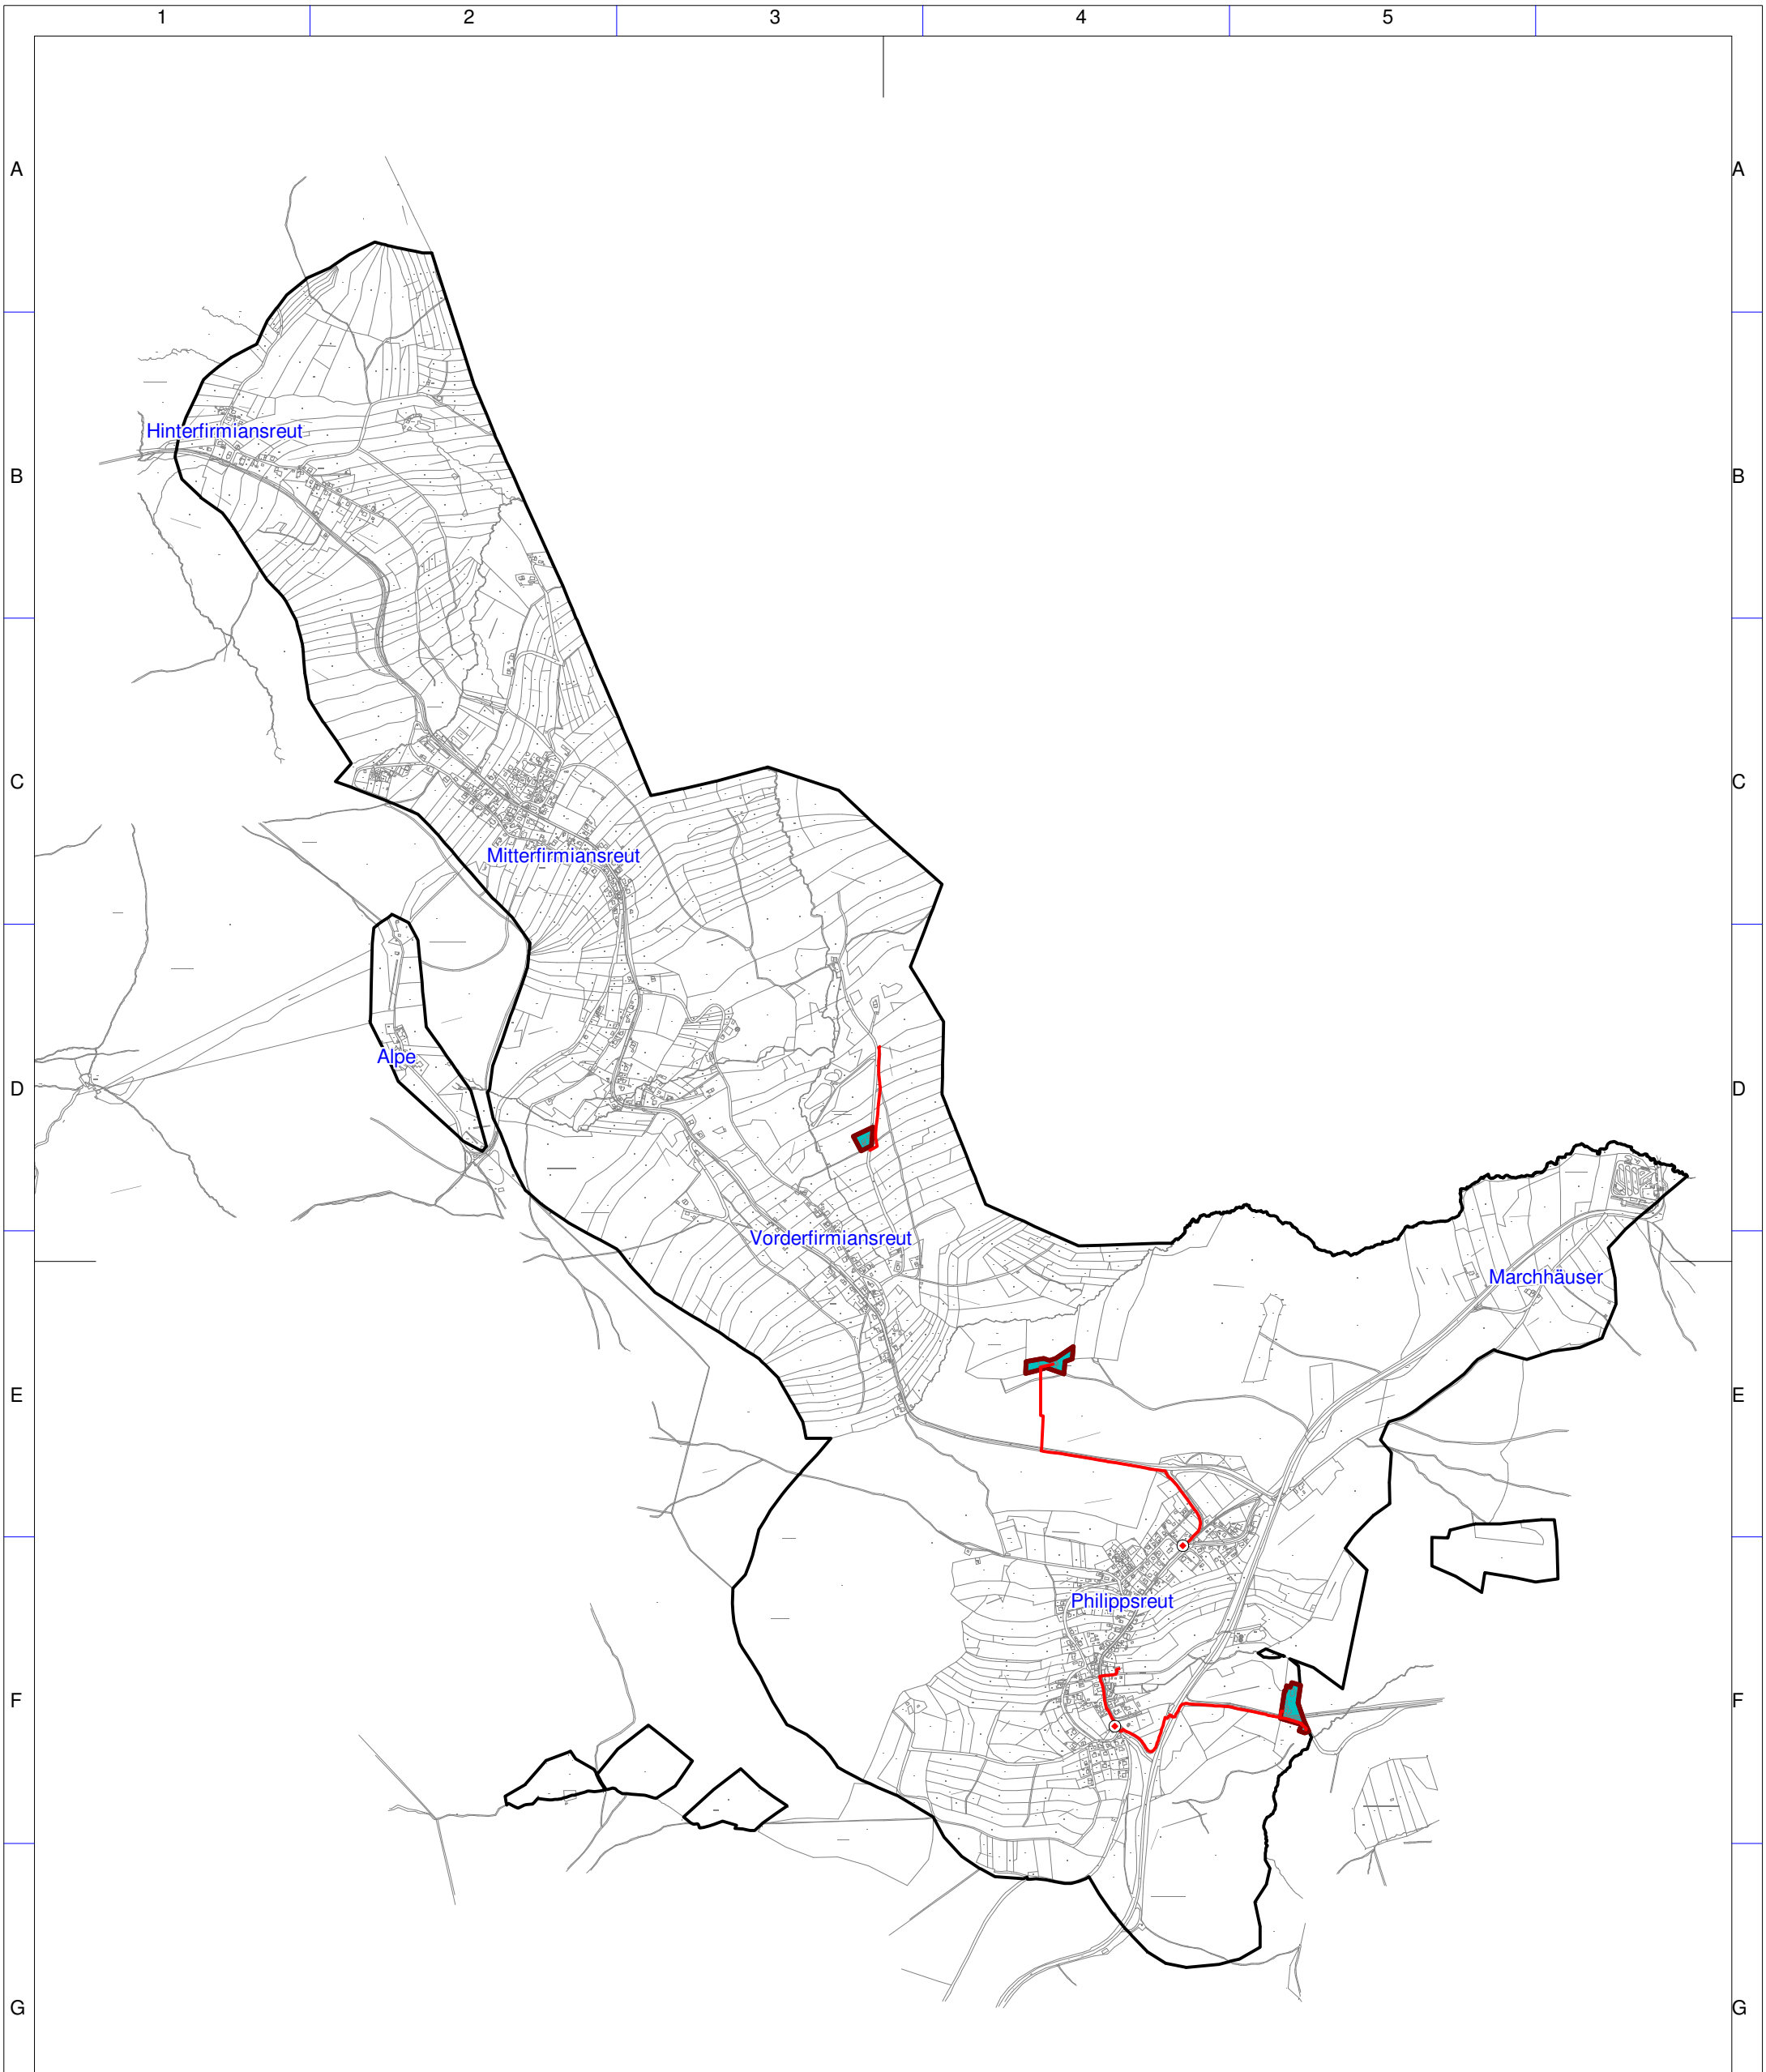 1 2 3 4 5
A A
Hinterfirmiansreut
B B
C C
Mitterfirmiansreut
Alpe
D D
Vorderfirmiansreut
Marchhäuser
E E
Philippsreut
F F
G G